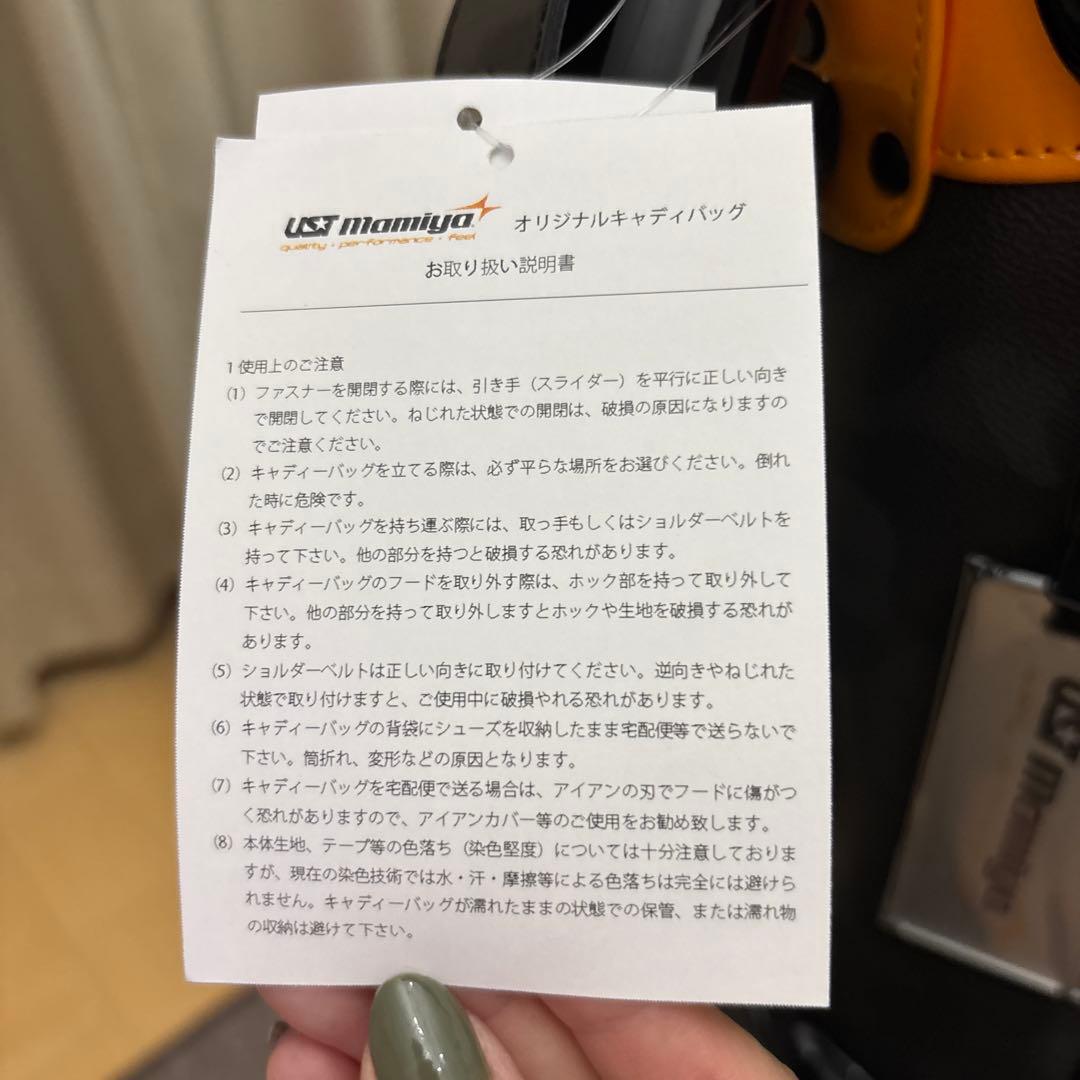 UST mamiya オリジナルキャディバッグ
quality・performance・feel
お取り扱い説明書
1 使用上のご注意
(1) ファスナーを開閉する際には、引き手（スライダー）を平行に正しい向き
で開閉してください。ねじれた状態での開閉は、破損の原因になりますの
でご注意ください。
(2) キャディーバッグを立てる際は、必ず平らな場所をお選びください。倒れ
た時に危険です。
(3) キャディーバッグを持ち運ぶ際には、取っ手もしくはショルダーベルトを
持って下さい。他の部分を持つと破損する恐れがあります。
(4) キャディーバッグのフードを取り外す際は、ホック部を持って取り外して
下さい。他の部分を持って取り外しますとホックや生地を破損する恐れが
あります。
(5) ショルダーベルトは正しい向きに取り付けてください。逆向きやねじれた
状態で取り付けますと、ご使用中に破損やれる恐れがあります。
(6) キャディーバッグの背袋にシューズを収納したまま宅配便等で送らないで
下さい。筒折れ、変形などの原因となります。
(7) キャディーバッグを宅配便で送る場合は、アイアンの刃でフードに傷がつ
く恐れがありますので、アイアンカバー等のご使用をお勧め致します。
(8) 本体生地、テープ等の色落ち（染色堅度）については十分注意しておりま
すが、現在の染色技術では水・汗・摩擦等による色落ちは完全には避けら
れません。キャディーバッグが濡れたままの状態での保管、または濡れ物
の収納は避けて下さい。
UST mamiya